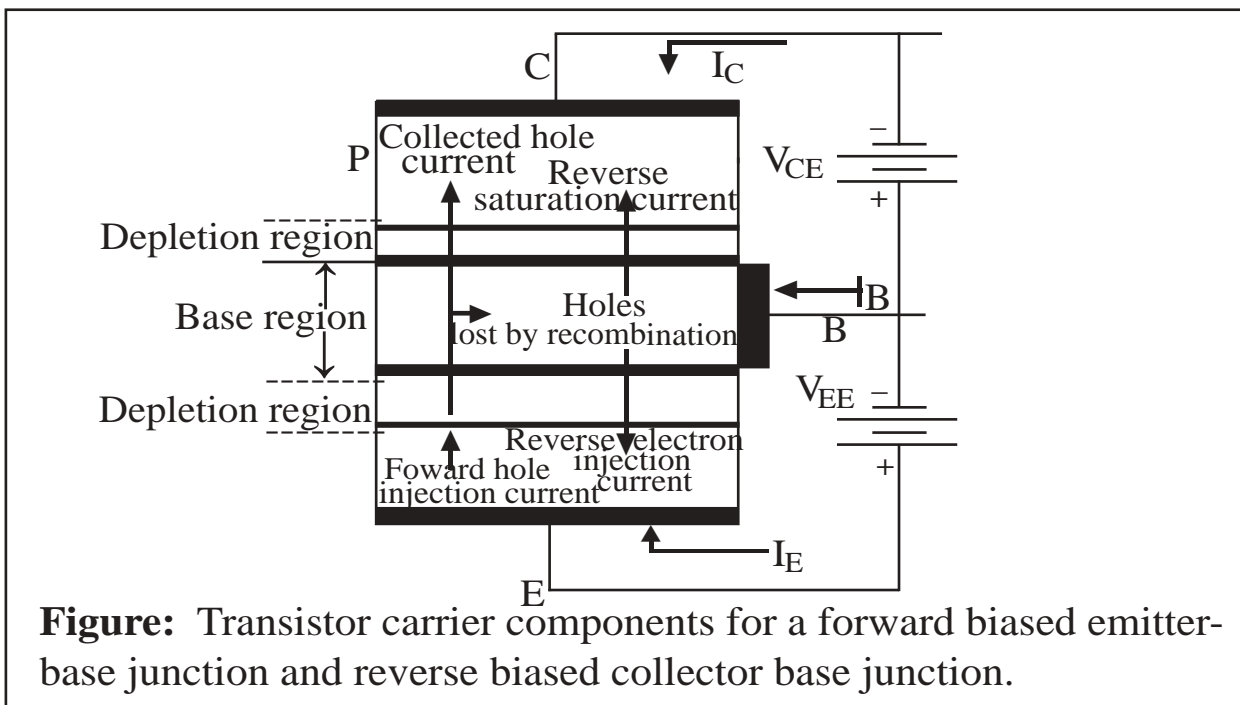 C
I_C
Collected hole
current
P
Reverse
saturation current
−
V_CE
+
Depletion region
Base region
Holes
lost by recombination
B
B
Depletion region
V_EE
−
Reverse electron
injection
current
+
Foward hole
injection current
I_E
E
Figure: Transistor carrier components for a forward biased emitter-
base junction and reverse biased collector base junction.